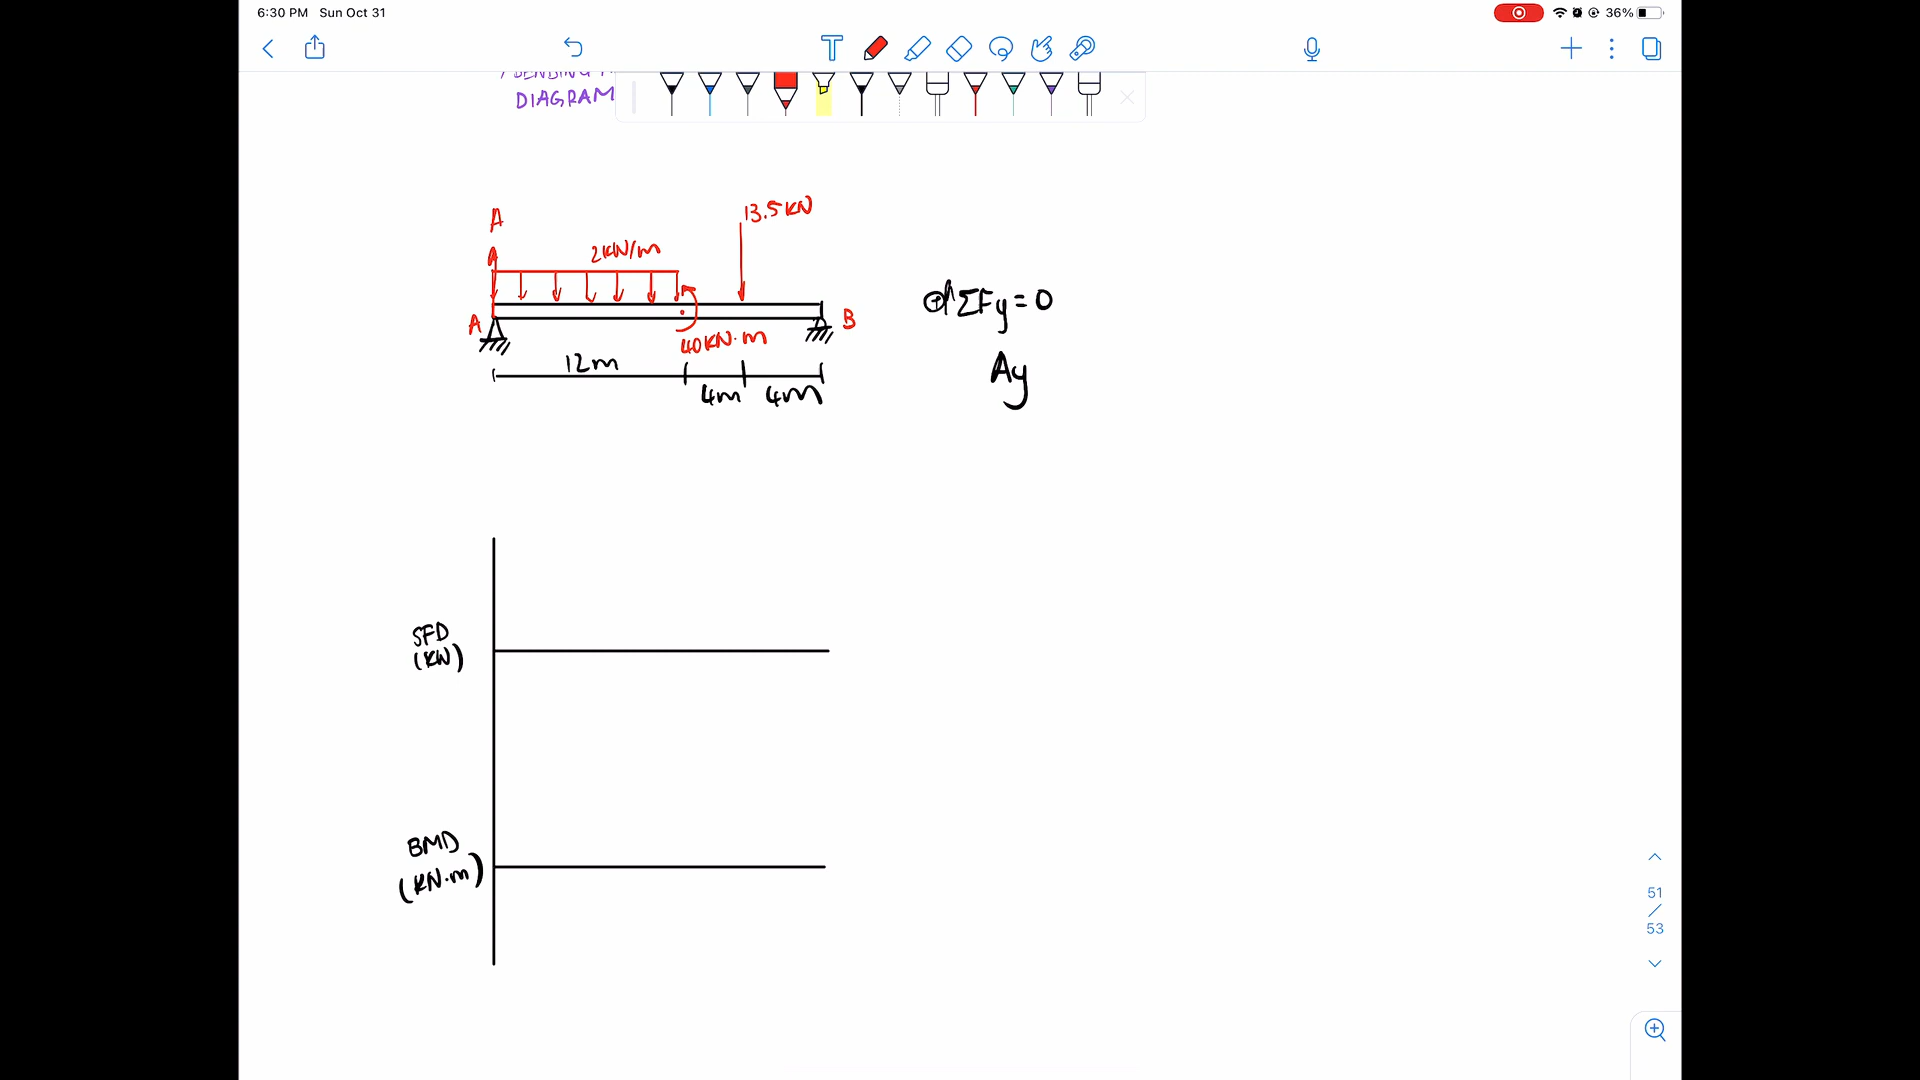 6:30 PM Sun Oct 31
36%
T
DIAGRAM
A
13.5KN
2KN/m
A
B
40KN·m
12m
4m 4m
⊕↑ΣFy=0
Ay
SFD
(KN)
BMD
(KN·m)
51
/
53